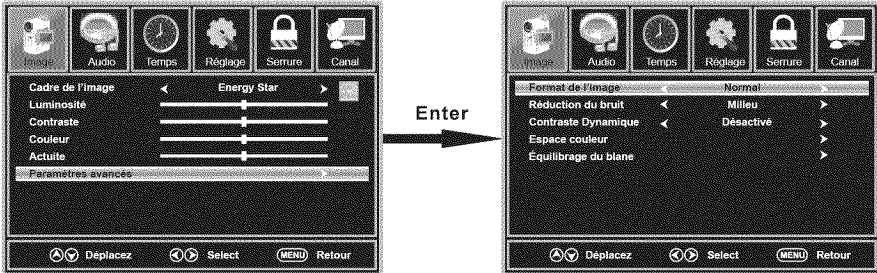 Image Audio Temps Réglage Serrure Canal
Cadre de l'image Energy Star
Luminosité
Contraste
Couleur
Actuite
Paramètres avancés
Déplacez Select MENU Retour
Enter
Image Audio Temps Réglage Serrure Canal
Format de l'image Normal
Réduction du bruit Milleu
Contraste Dynamique Désactivé
Espace couleur
Équilibrage du blane
Déplacez Select MENU Retour